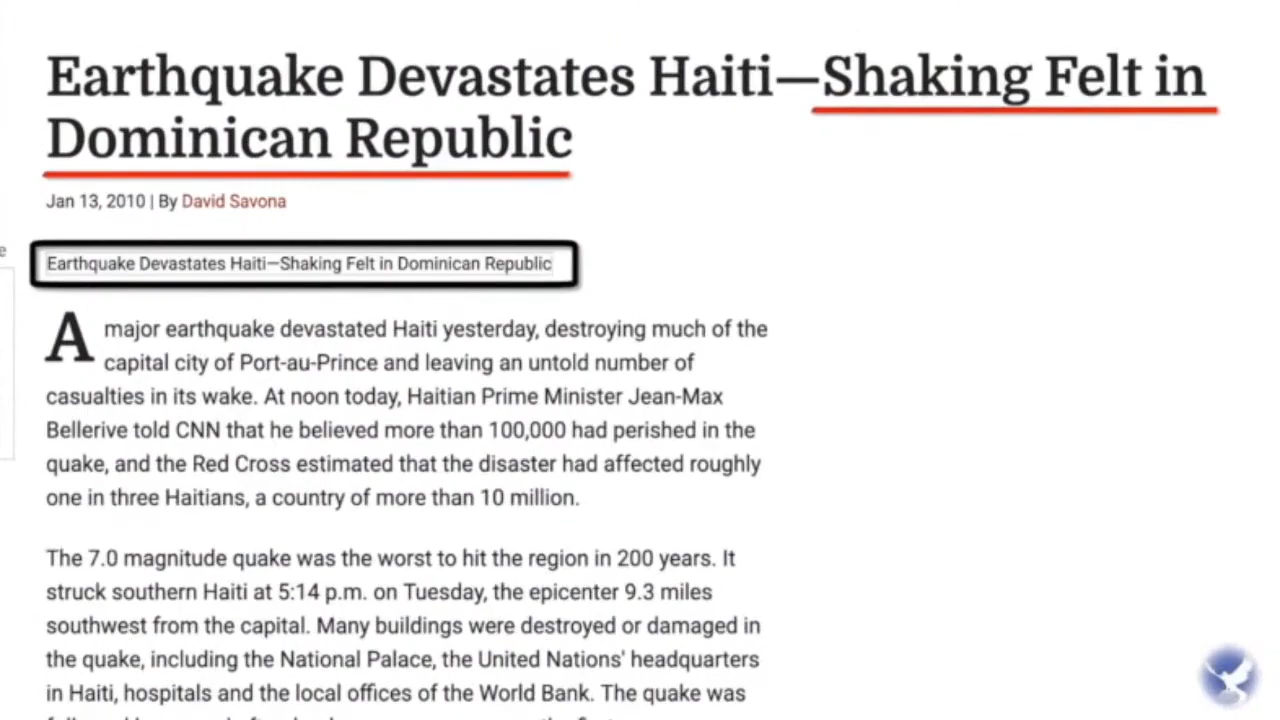 Earthquake Devastates Haiti—Shaking Felt in
Dominican Republic
Jan 13, 2010 | By David Savona
e
Earthquake Devastates Haiti—Shaking Felt in Dominican Republic
A major earthquake devastated Haiti yesterday, destroying much of the
capital city of Port-au-Prince and leaving an untold number of
casualties in its wake. At noon today, Haitian Prime Minister Jean-Max
Bellerive told CNN that he believed more than 100,000 had perished in the
quake, and the Red Cross estimated that the disaster had affected roughly
one in three Haitians, a country of more than 10 million.
The 7.0 magnitude quake was the worst to hit the region in 200 years. It
struck southern Haiti at 5:14 p.m. on Tuesday, the epicenter 9.3 miles
southwest from the capital. Many buildings were destroyed or damaged in
the quake, including the National Palace, the United Nations' headquarters
in Haiti, hospitals and the local offices of the World Bank. The quake was